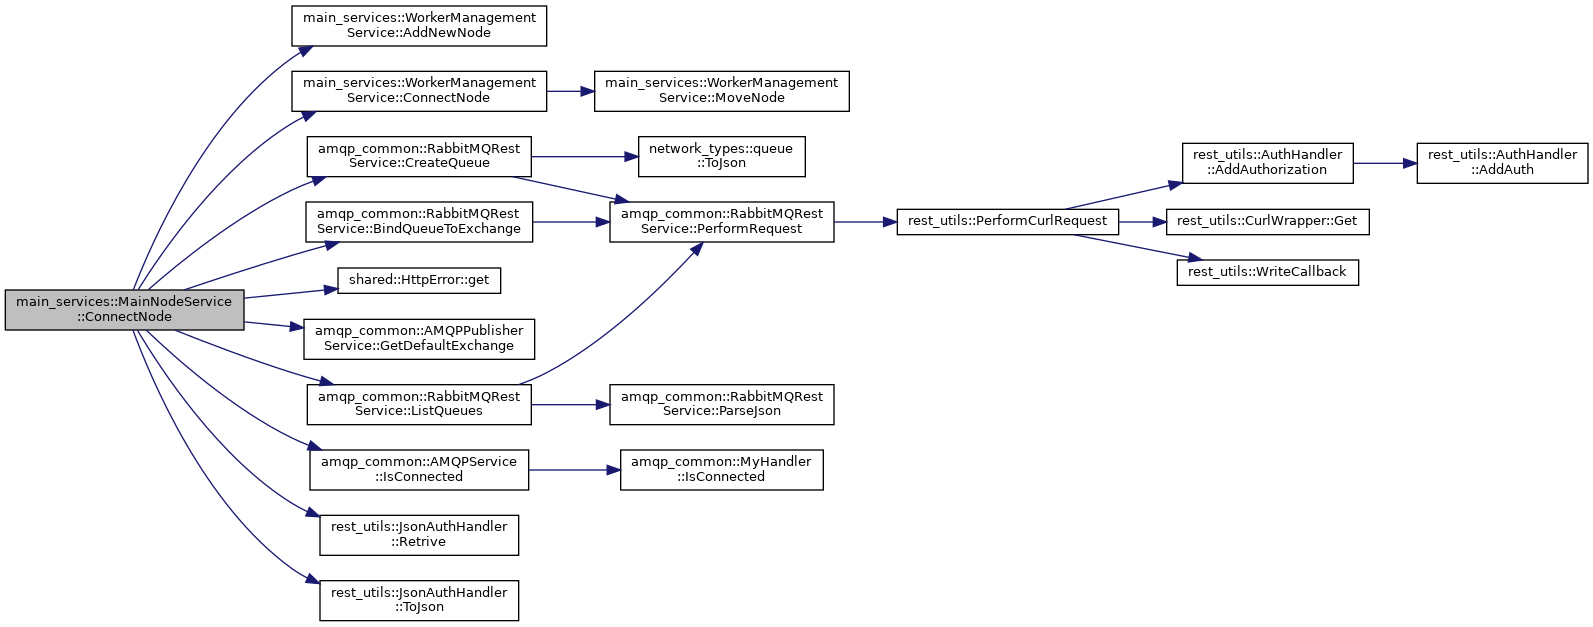 main_services::WorkerManagement
Service::AddNewNode
main_services::WorkerManagement
Service::ConnectNode
main_services::WorkerManagement
Service::MoveNode
amqp_common::RabbitMQRest
Service::CreateQueue
network_types::queue
::ToJson
rest_utils::AuthHandler
::AddAuthorization
rest_utils::AuthHandler
::AddAuth
amqp_common::RabbitMQRest
Service::BindQueueToExchange
amqp_common::RabbitMQRest
Service::PerformRequest
rest_utils::PerformCurlRequest
rest_utils::CurlWrapper::Get
rest_utils::WriteCallback
shared::HttpError::get
main_services::MainNodeService
::ConnectNode
amqp_common::AMQPPublisher
Service::GetDefaultExchange
amqp_common::RabbitMQRest
Service::ListQueues
amqp_common::RabbitMQRest
Service::ParseJson
amqp_common::AMQPService
::IsConnected
amqp_common::MyHandler
::IsConnected
rest_utils::JsonAuthHandler
::Retrive
rest_utils::JsonAuthHandler
::ToJson